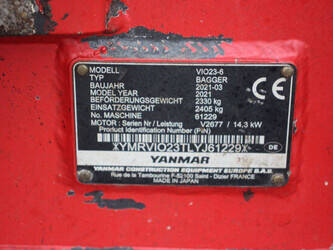 MODELL VIO23-6
TYP BAGGER
BAUJAHR 2021-03
MODEL YEAR 2021
BEFÖRDERUNGSGEWICHT 2330 kg
EINSATZGEWICHT 2405 kg
No. MASCHINE 61229
MOTOR : Serien Nr / Leistung V2677 / 14,3 kW
Product Identification Number (PIN)
XYMRVIO23TLYJ61229X
CE
YANMAR DE
YANMAR CONSTRUCTION EQUIPMENT EUROPE S.A.S.
Rue de la Tambourine F-52100 Saint - Dizier FRANCE
MADE IN JAPAN